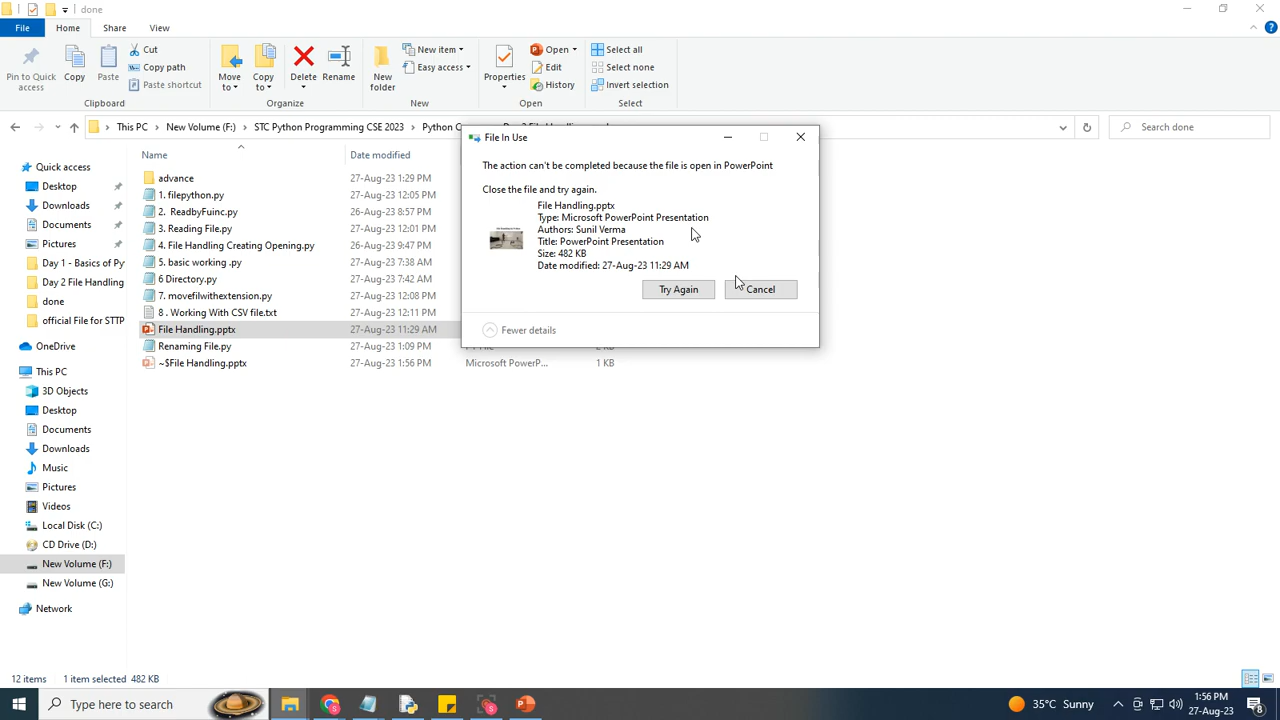 done
File Home Share View
Pin to Quick access
Copy
Paste
Cut
Copy path
Paste shortcut
Clipboard
Move to
Copy to
Delete
Rename
Organize
New folder
New item
Easy access
New
Properties
Open
Edit
History
Open
Select all
Select none
Invert selection
Select
This PC > New Volume (F:) > STC Python Programming CSE 2023 >
Search done
Quick access
Desktop
Downloads
Documents
Pictures
Day 1 - Basics of Py
Day 2 File Handling
done
official File for STTP
OneDrive
This PC
3D Objects
Desktop
Documents
Downloads
Music
Pictures
Videos
Local Disk (C:)
CD Drive (D:)
New Volume (F:)
New Volume (G:)
Network
Name Date modified
advance 27-Aug-23 1:29 PM
1. filepython.py 27-Aug-23 12:05 PM
2. ReadbyFuinc.py 26-Aug-23 8:57 PM
3. Reading File.py 27-Aug-23 12:01 PM
4. File Handling Creating Opening.py 26-Aug-23 9:47 PM
5. basic working .py 27-Aug-23 7:38 AM
6 Directory.py 27-Aug-23 7:42 AM
7. movefilwithextension.py 27-Aug-23 12:08 PM
8 . Working With CSV file.txt 27-Aug-23 12:11 PM
File Handling.pptx 27-Aug-23 11:29 AM
Renaming File.py 27-Aug-23 1:09 PM
~$File Handling.pptx 27-Aug-23 1:56 PM Microsoft PowerP... 1 KB
File In Use
The action can't be completed because the file is open in PowerPoint
Close the file and try again.
File Handling.pptx
Type: Microsoft PowerPoint Presentation
Authors: Sunil Verma
Title: PowerPoint Presentation
Size: 482 KB
Date modified: 27-Aug-23 11:29 AM
Try Again Cancel
Fewer details
12 items 1 item selected 482 KB
Type here to search
35°C Sunny
1:56 PM
27-Aug-23
8